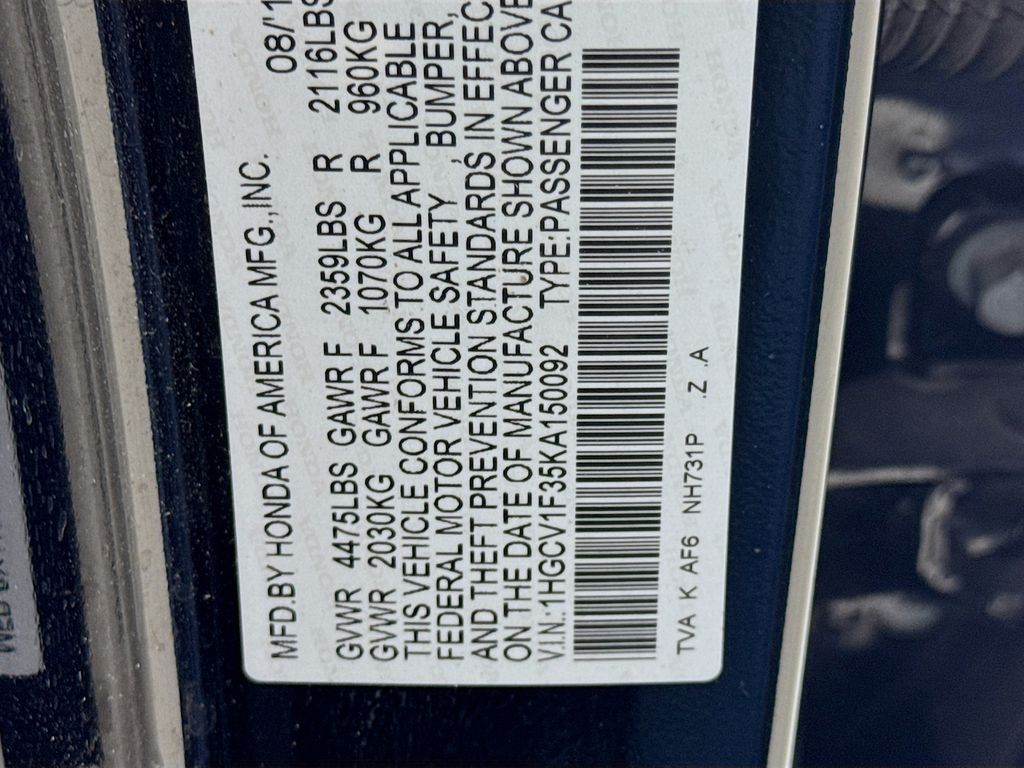 MFD.BY HONDA OF AMERICA MFG.,INC. 08/'1
GVWR 4475LBS GAWR F 2359LBS R 2116LBS
GVWR 2030KG GAWR F 1070KG R 960KG
THIS VEHICLE CONFORMS TO ALL APPLICABLE
FEDERAL MOTOR VEHICLE SAFETY, BUMPER,
AND THEFT PREVENTION STANDARDS IN EFFEC
ON THE DATE OF MANUFACTURE SHOWN ABOVE
V.I.N.:1HGCV1F35KA150092 TYPE:PASSENGER CA
TVA K AF6 NH731P .Z .A